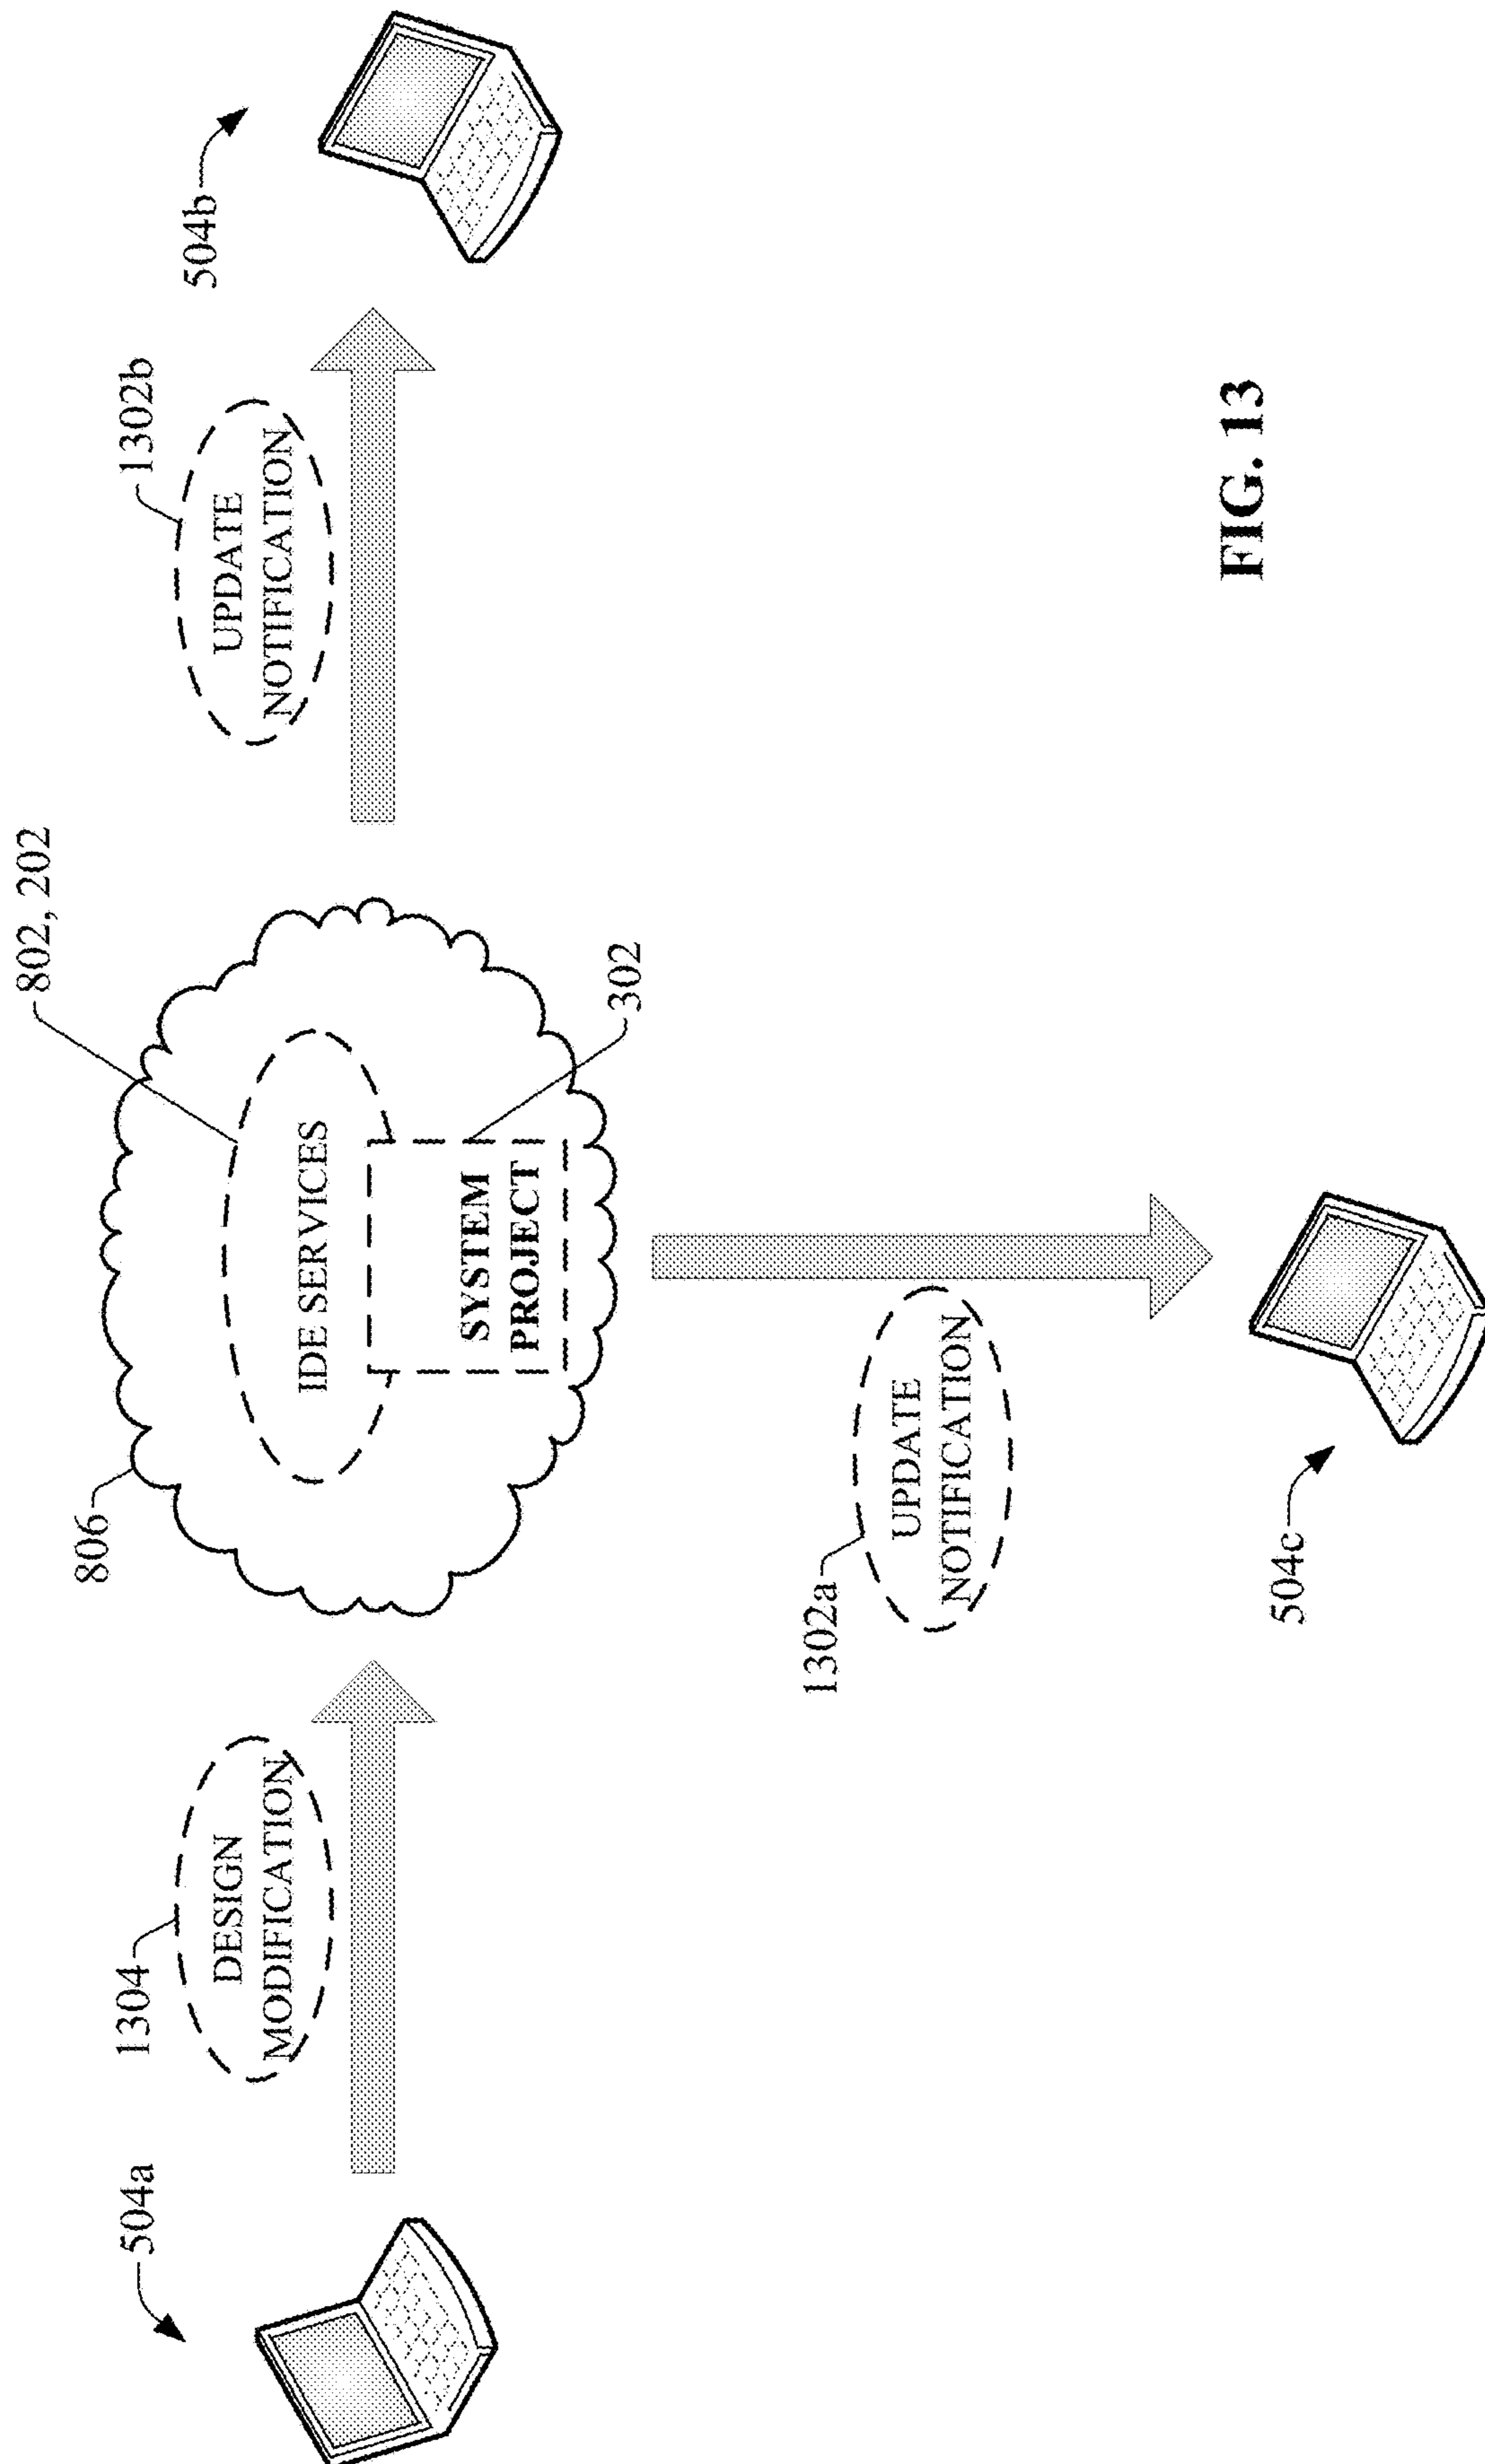 802, 202
806
1304
1302b
504a
504b
DESIGN
MODIFICATION
UPDATE
NOTIFICATION
IDE SERVICES
SYSTEM
PROJECT
302
1302a
UPDATE
NOTIFICATION
504c
FIG. 13